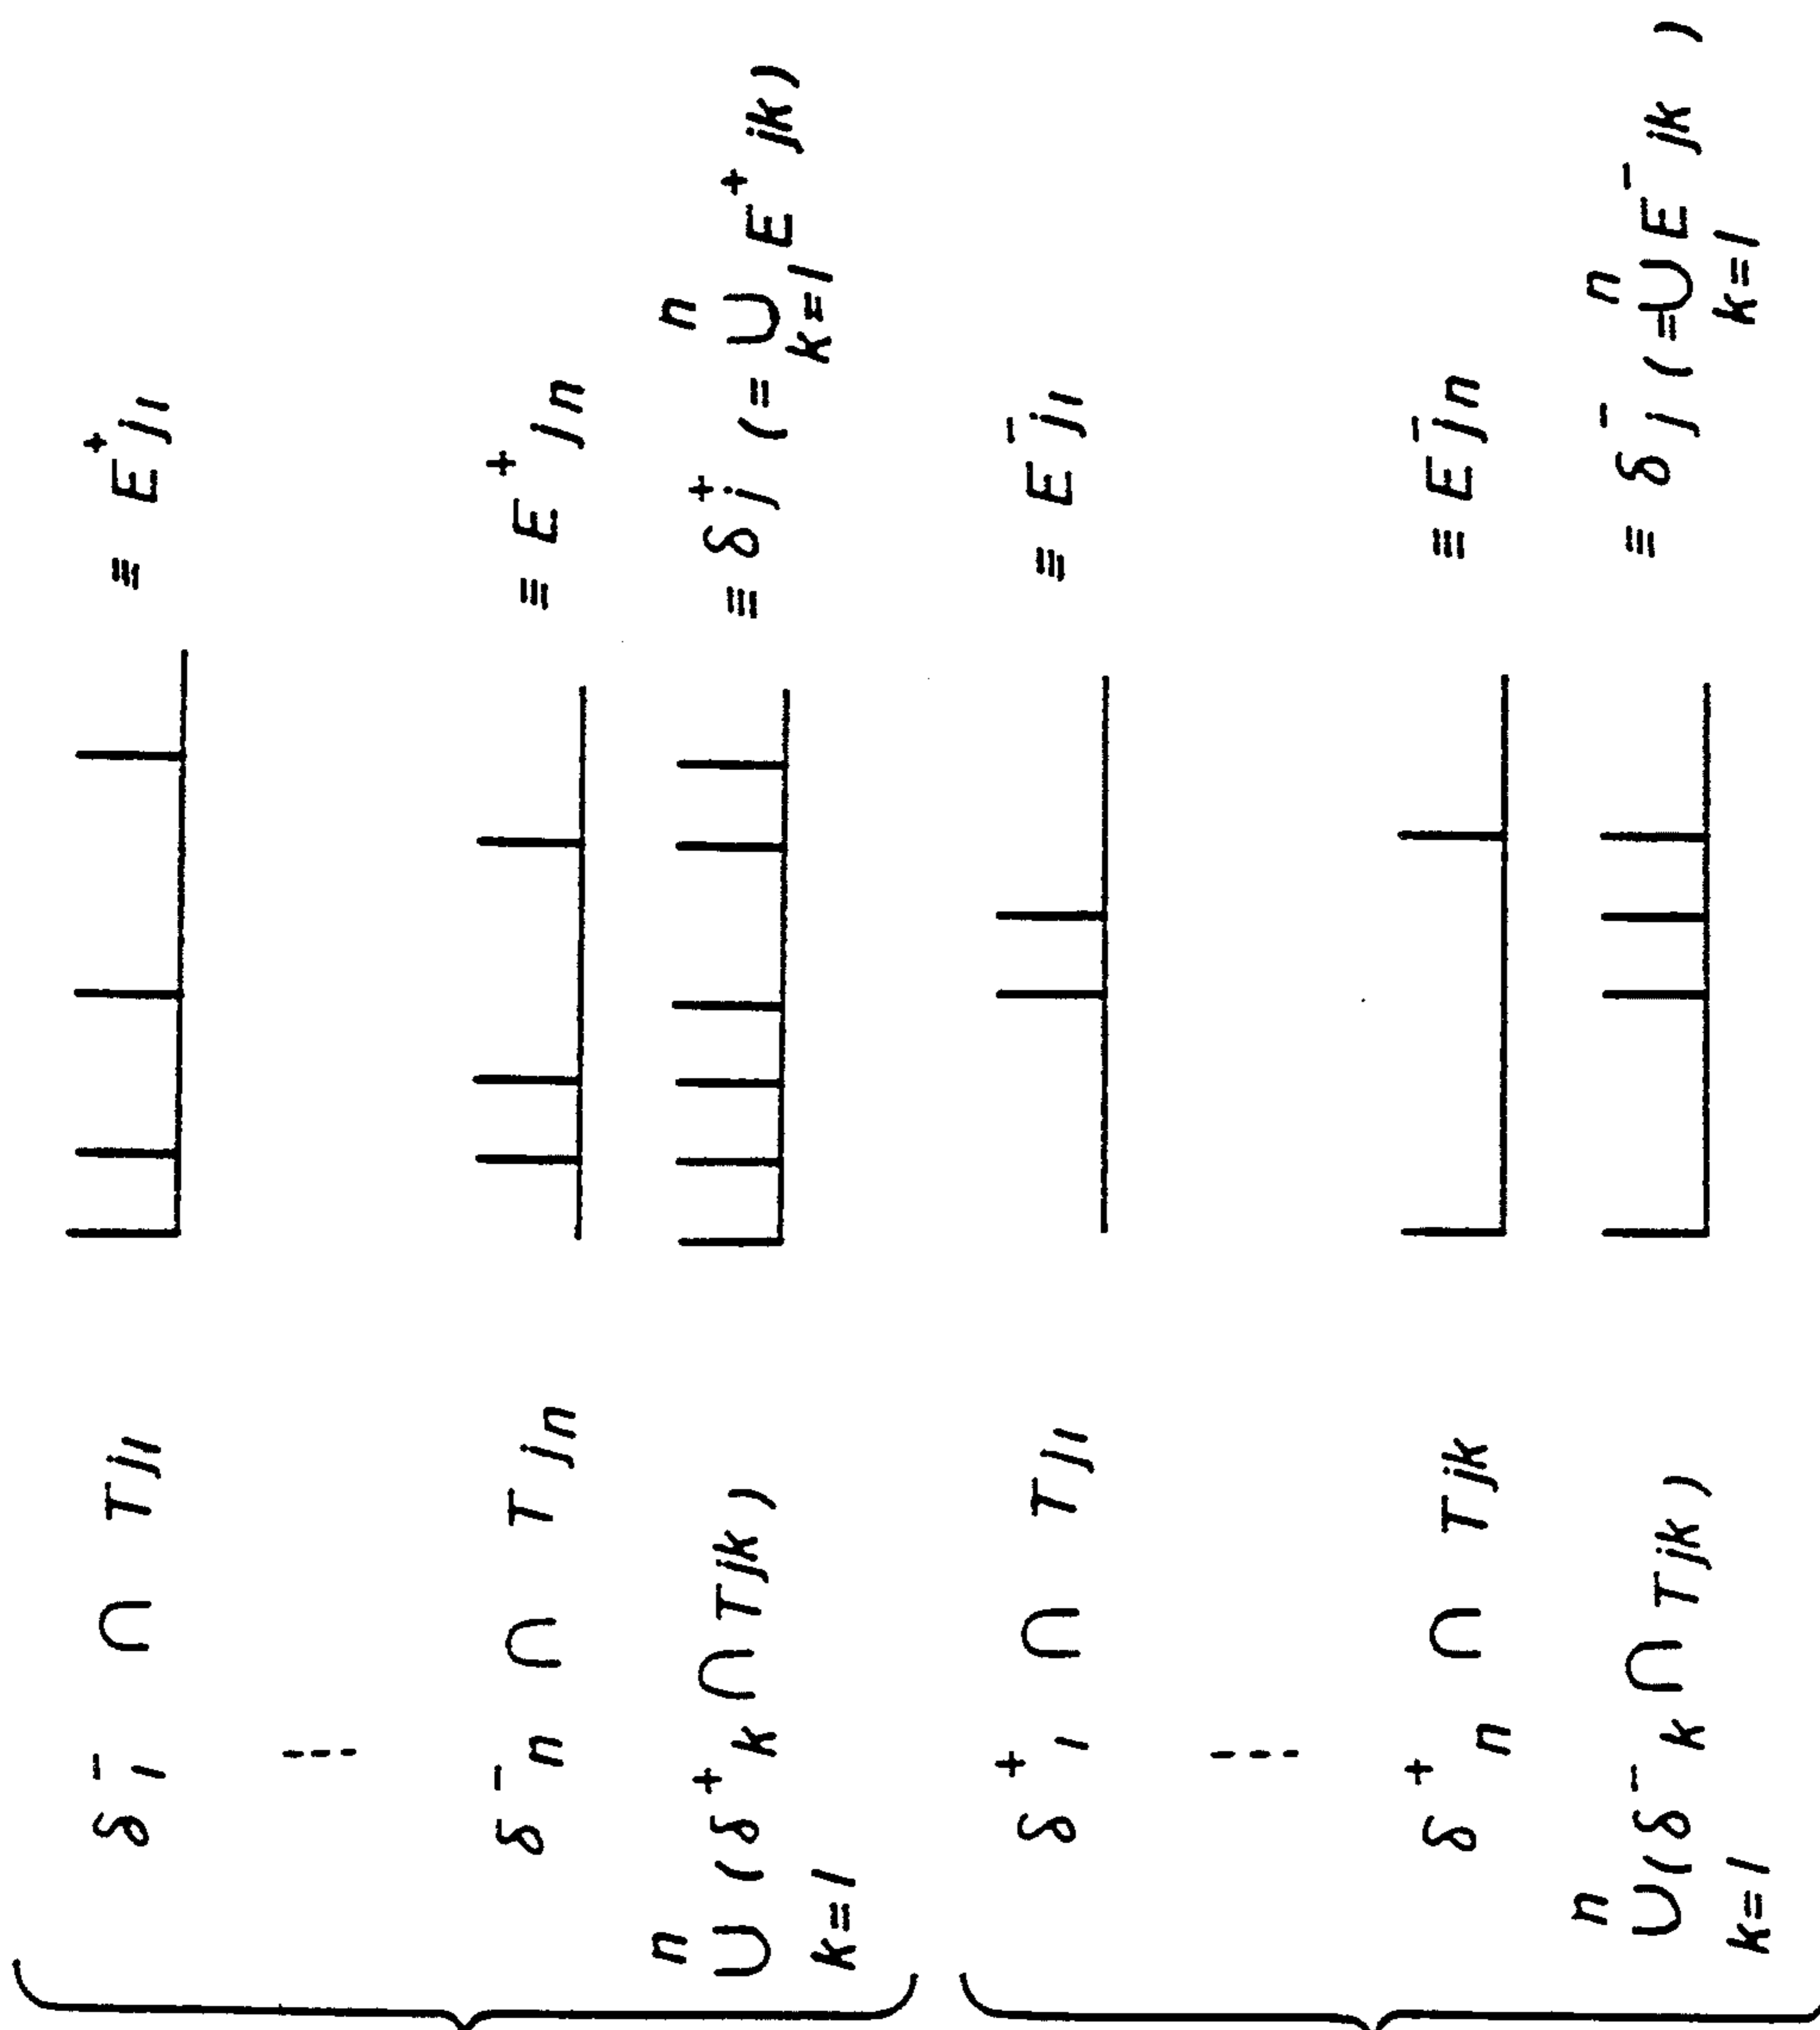 δ⁻₁ ∩ Tj₁ ≡ E⁺j₁
δ⁻n ∩ Tjn ≡ E⁺jn
n
∪(δ⁺k ∩ Tjk) ≡ δ⁺j (= ∪E⁺jk)
k=1
n
k=1
δ⁺₁ ∩ Tj₁ ≡ E⁻j₁
δ⁺n ∩ Tjk ≡ E⁻jn
n
∪(δ⁻k ∩ Tjk) ≡ δ⁻j (=∪E⁻jk)
k=1
n
k=1